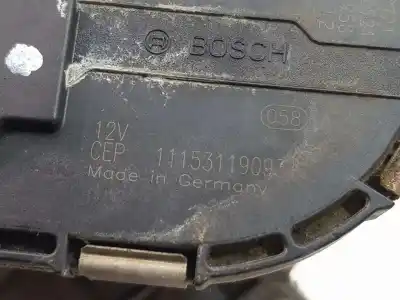 BOSCH
058
12V
CEP 1115311909
Made in Germany